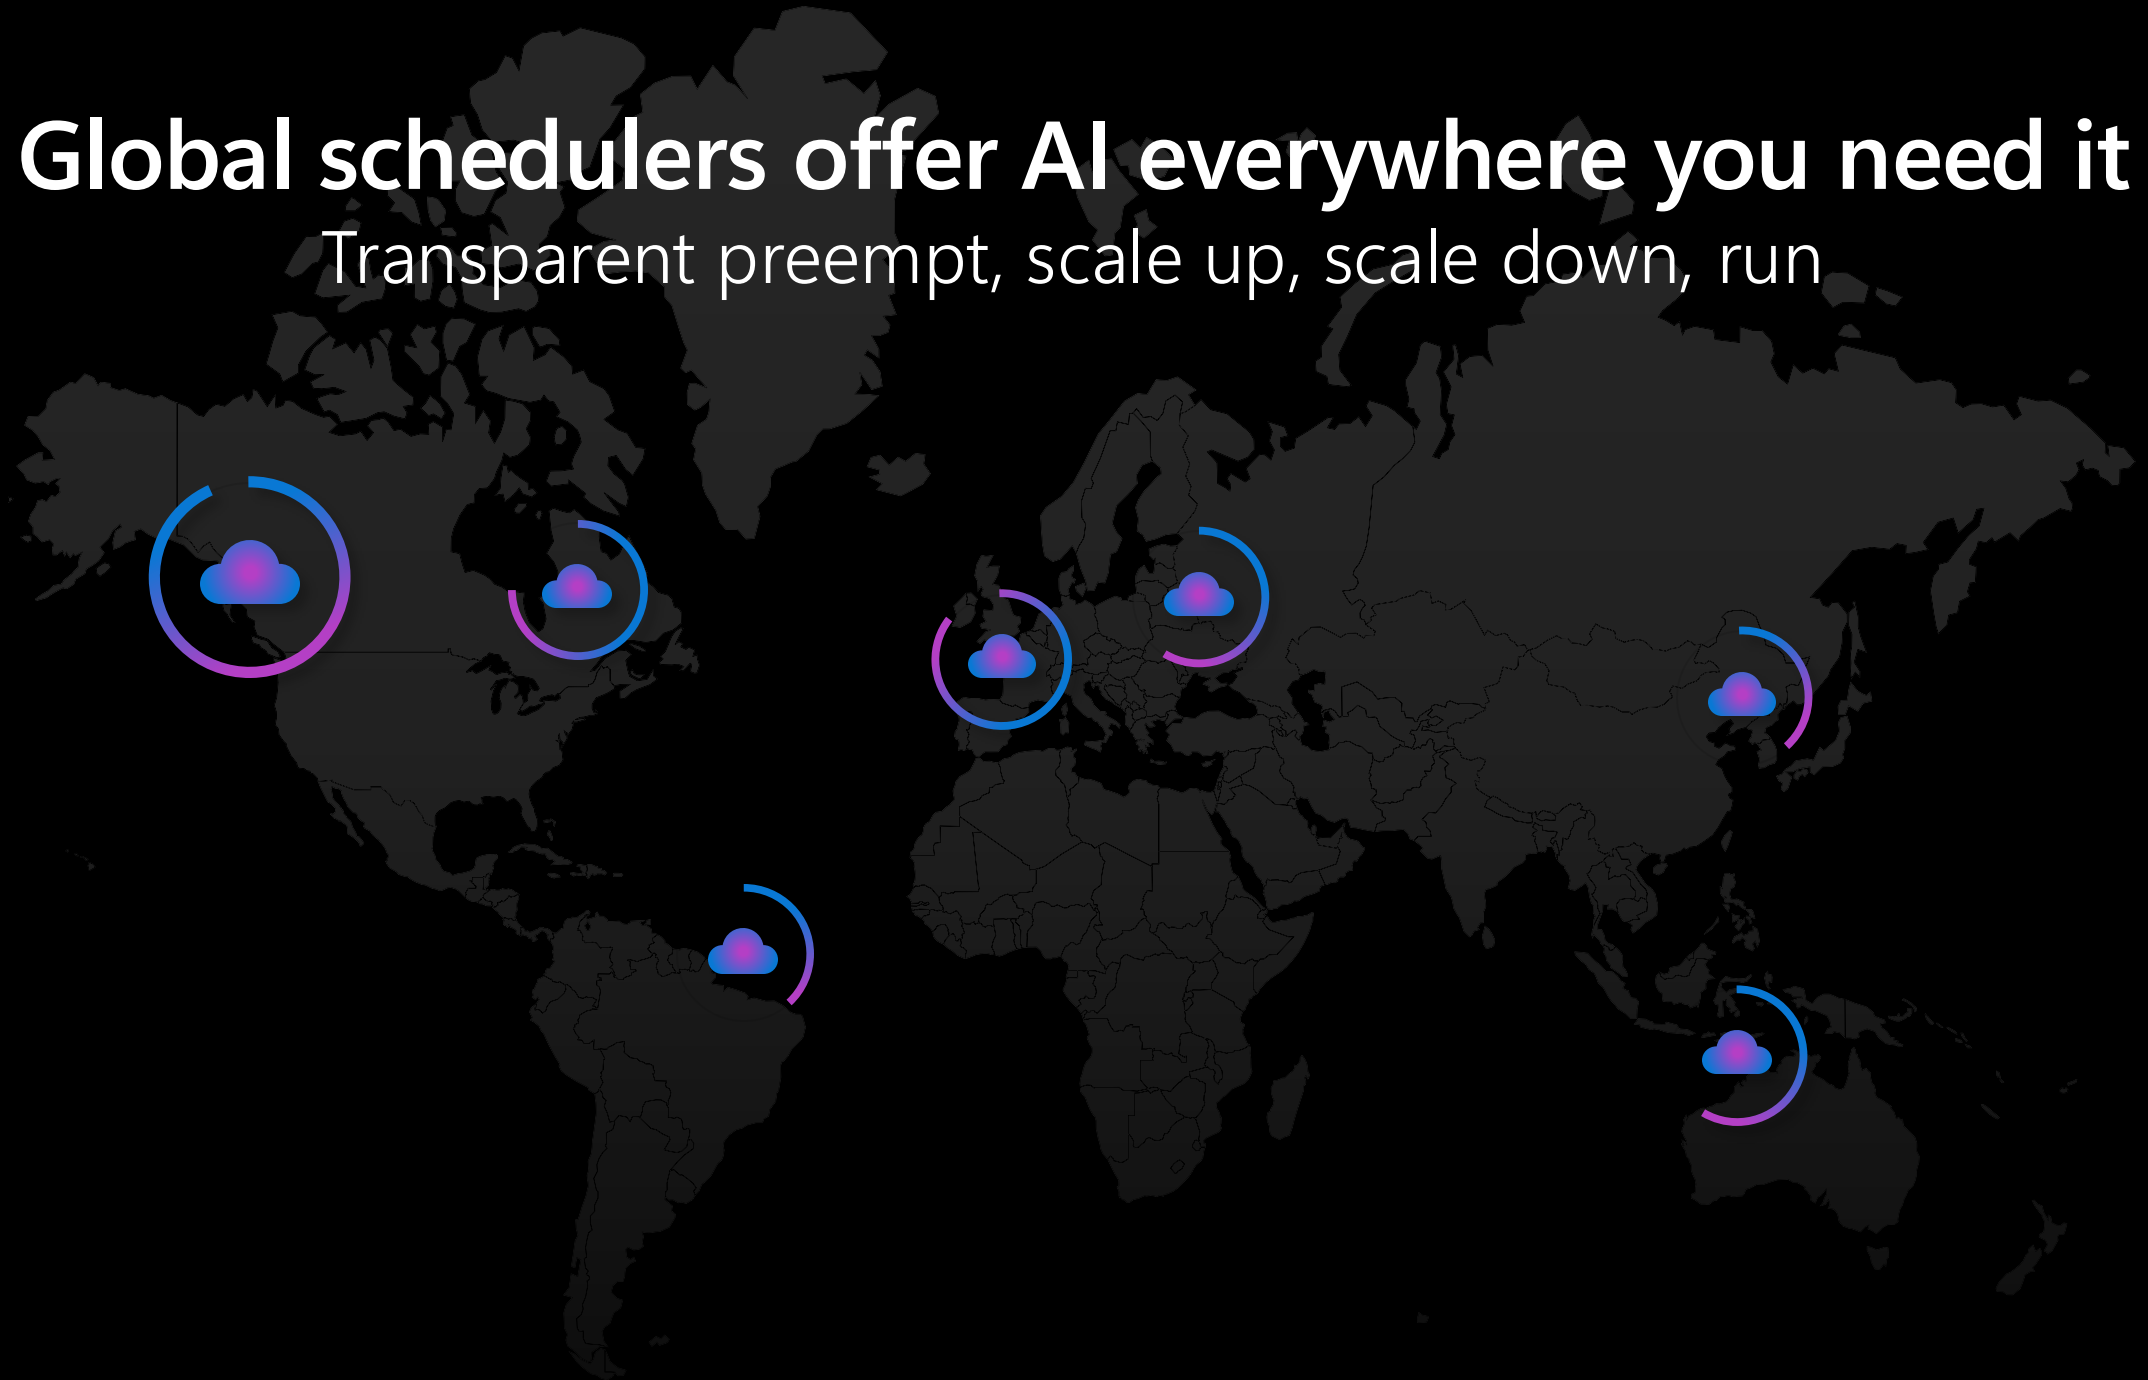 Global schedulers offer AI everywhere you need it
Transparent preempt, scale up, scale down, run